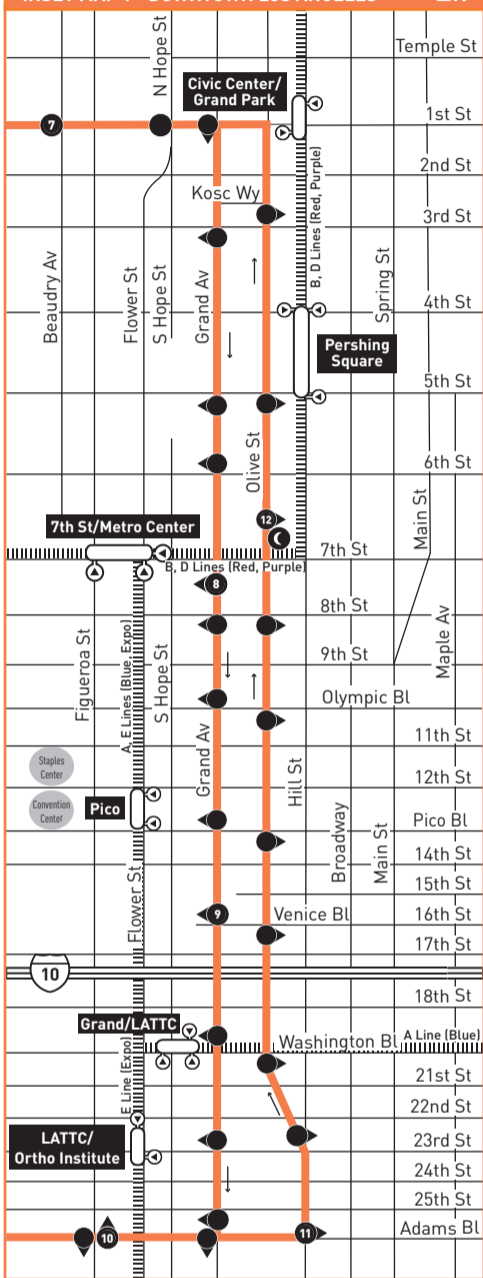 N Hope St
Temple St
Civic Center/
Grand Park
7
1st St
2nd St
Kosc Wy
3rd St
B, D Lines (Red, Purple)
Beaudry Av
Flower St
S Hope St
Grand Av
Spring St
4th St
Pershing
Square
5th St
Olive St
6th St
12
Main St
7th St/Metro Center
7th St
B, D Lines (Red, Purple)
8
8th St
9th St
Maple Av
Figueroa St
A, E Lines (Blue, Expo)
S Hope St
Olympic Bl
Grand Av
Hill St
11th St
Staples
Center
12th St
Convention
Center
Pico
Pico Bl
Broadway
Main St
14th St
15th St
Flower St
9
Venice Bl
16th St
17th St
10
18th St
Grand/LATTC
Washington Bl
A Line (Blue)
E Line (Expo)
21st St
22nd St
LATTC/
Ortho Institute
23rd St
24th St
25th St
10
11
Adams Bl